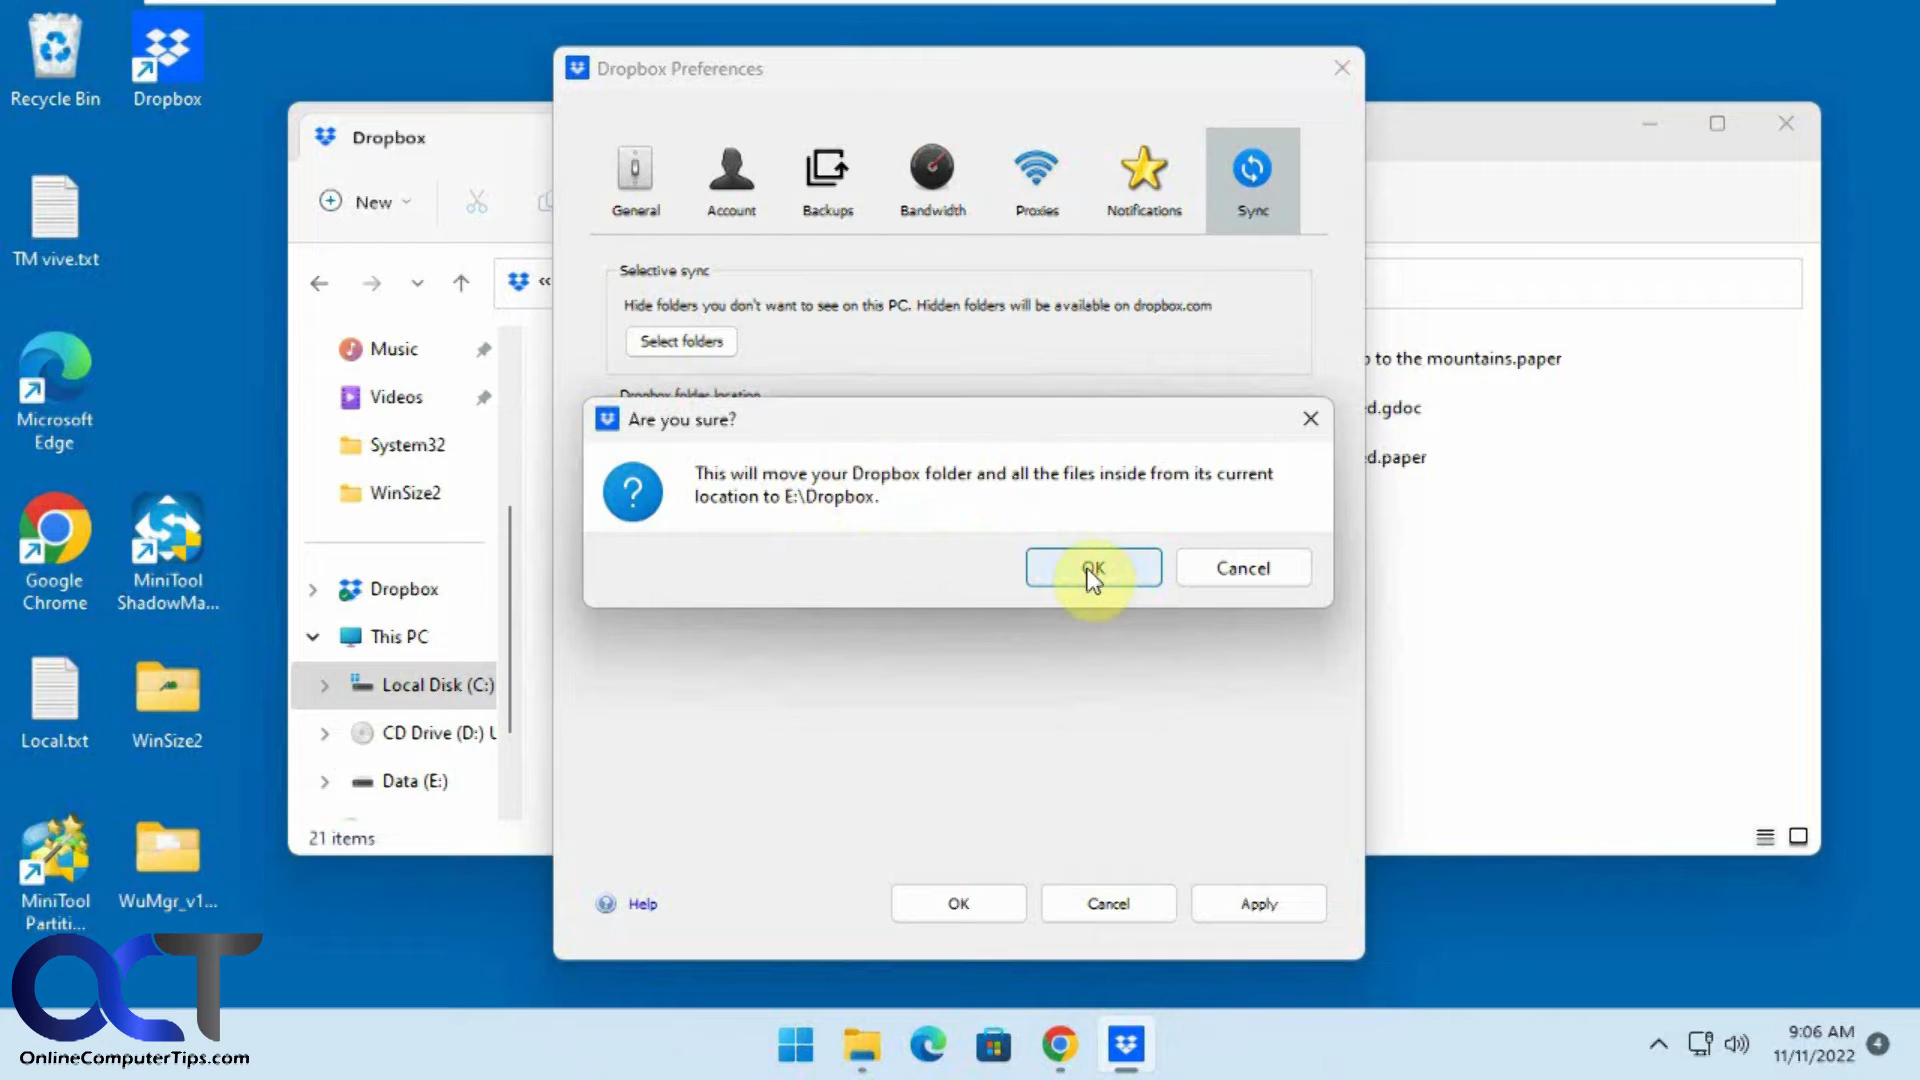 Recycle Bin
Dropbox
TM vive.txt
Microsoft
Edge
Google
Chrome
MiniTool
ShadowMa...
Local.txt
WinSize2
MiniTool
Partiti...
WuMgr_v1...
OCT
OnlineComputerTips.com
Dropbox
New
«
Music
Videos
System32
WinSize2
Dropbox
This PC
Local Disk (C:)
CD Drive (D:) U
Data (E:)
21 items
to the mountains.paper
d.gdoc
d.paper
Dropbox Preferences
General
Account
Backups
Bandwidth
Proxies
Notifications
Sync
Selective sync
Hide folders you don't want to see on this PC. Hidden folders will be available on dropbox.com
Select folders
Dropbox folder location
Are you sure?
This will move your Dropbox folder and all the files inside from its current
location to E:\Dropbox.
OK
Cancel
Help
OK
Cancel
Apply
9:06 AM
11/11/2022
4